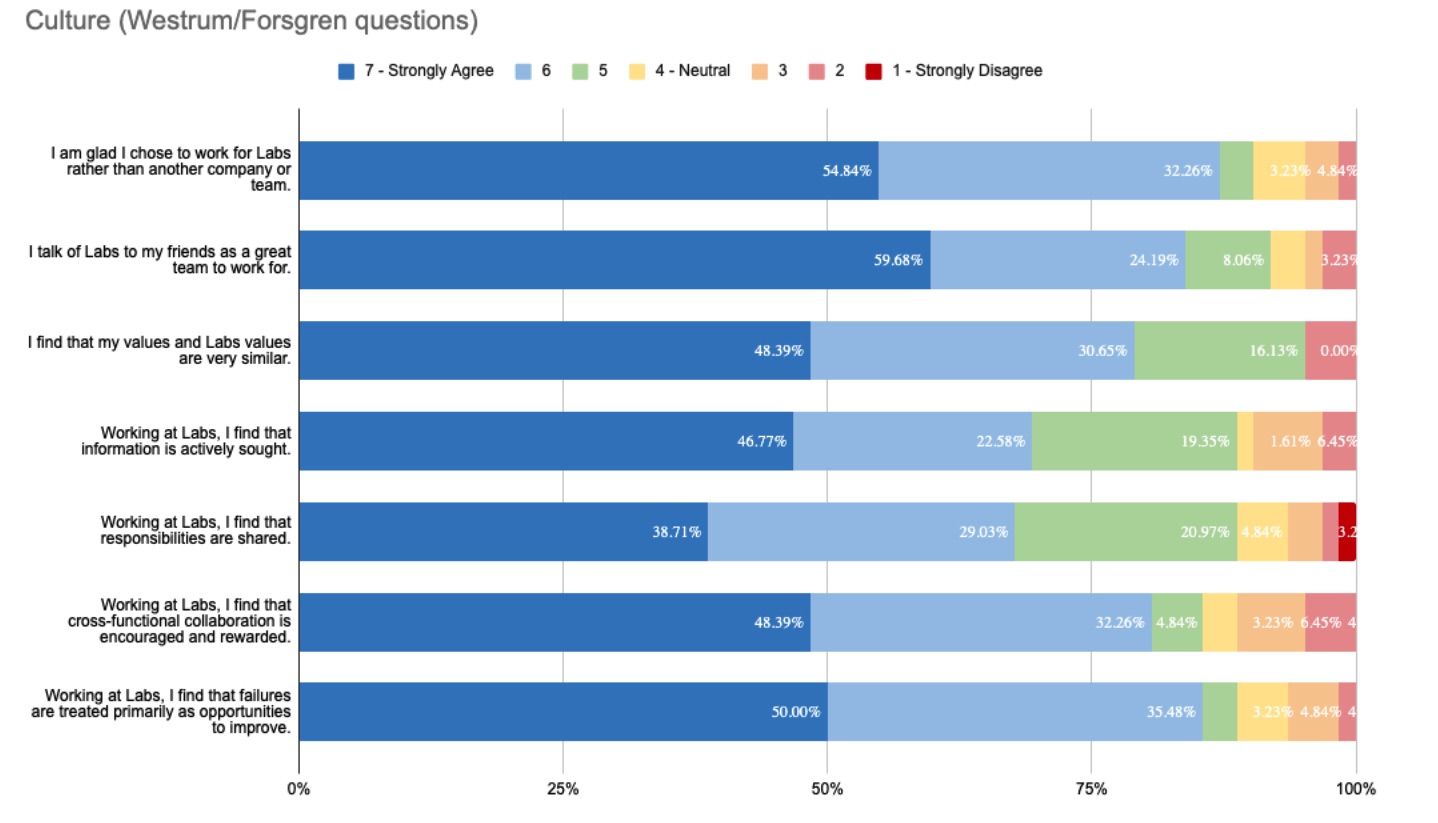 Culture (Westrum/Forsgren questions)
7 - Strongly Agree 6 5 4 - Neutral 3 2 1 - Strongly Disagree
I am glad I chose to work for Labs
rather than another company or
team.
54.84% 32.26% 3.23% 4.84%
I talk of Labs to my friends as a great
team to work for.
59.68% 24.19% 8.06% 3.23%
I find that my values and Labs values
are very similar.
48.39% 30.65% 16.13% 0.00%
Working at Labs, I find that
information is actively sought.
46.77% 22.58% 19.35% 1.61% 6.45%
Working at Labs, I find that
responsibilities are shared.
38.71% 29.03% 20.97% 4.84% 3.2
Working at Labs, I find that
cross-functional collaboration is
encouraged and rewarded.
48.39% 32.26% 4.84% 3.23% 6.45% 4
Working at Labs, I find that failures
are treated primarily as opportunities
to improve.
50.00% 35.48% 3.23% 4.84% 4
0% 25% 50% 75% 100%